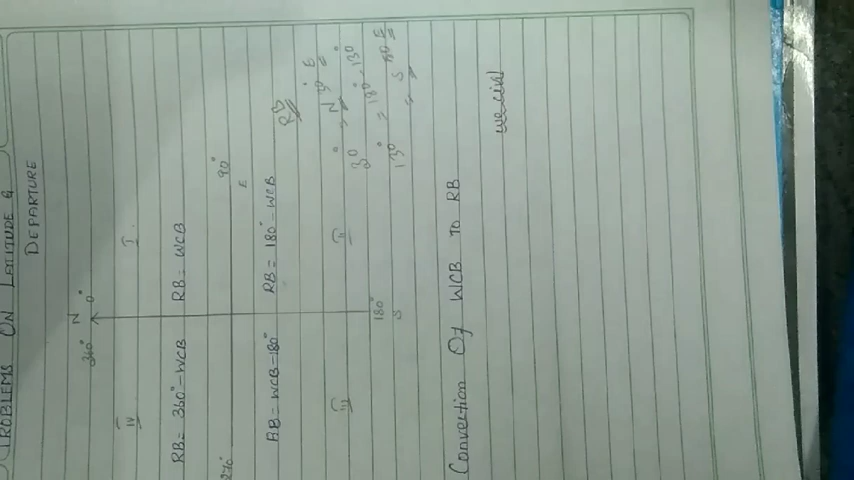 PROBLEMS ON LATITUDE &
DEPARTURE
360° N 0°
IV I
RB = 360° - WCB RB = WCB
270° 90°
E
RB = WCB - 180° RB = 180° - WCB
RB
III II
30° = N 30° E
130° = 180° - 130°
= S 50 E
180°
S
Convertion Of WCB TO RB